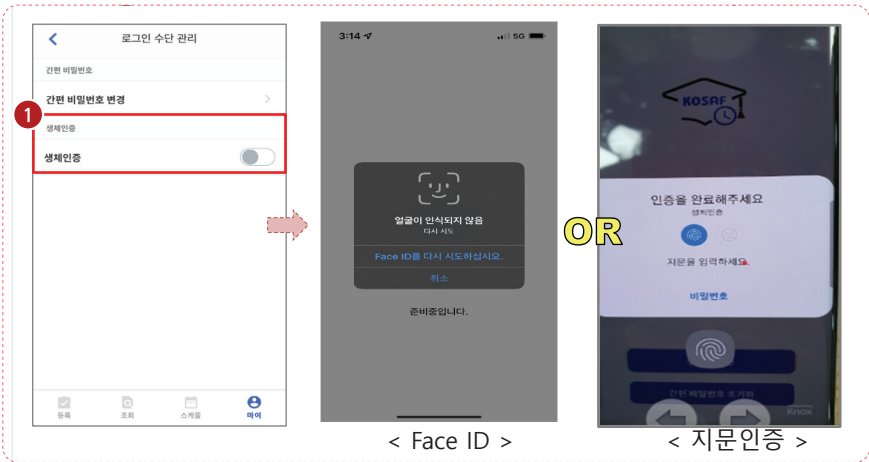 로그인 수단 관리
간편 비밀번호
간편 비밀번호 변경
1
생체인증
생체인증
등록
조회
스케줄
마이
3:14
5G
얼굴이 인식되지 않음
다시 시도
Face ID를 다시 시도하십시오.
취소
준비중입니다.
< Face ID >
OR
KOSAF
인증을 완료해주세요
생체인증
지문을 입력하세요.
비밀번호
간편 비밀번호 초기화
Knox
< 지문인증 >